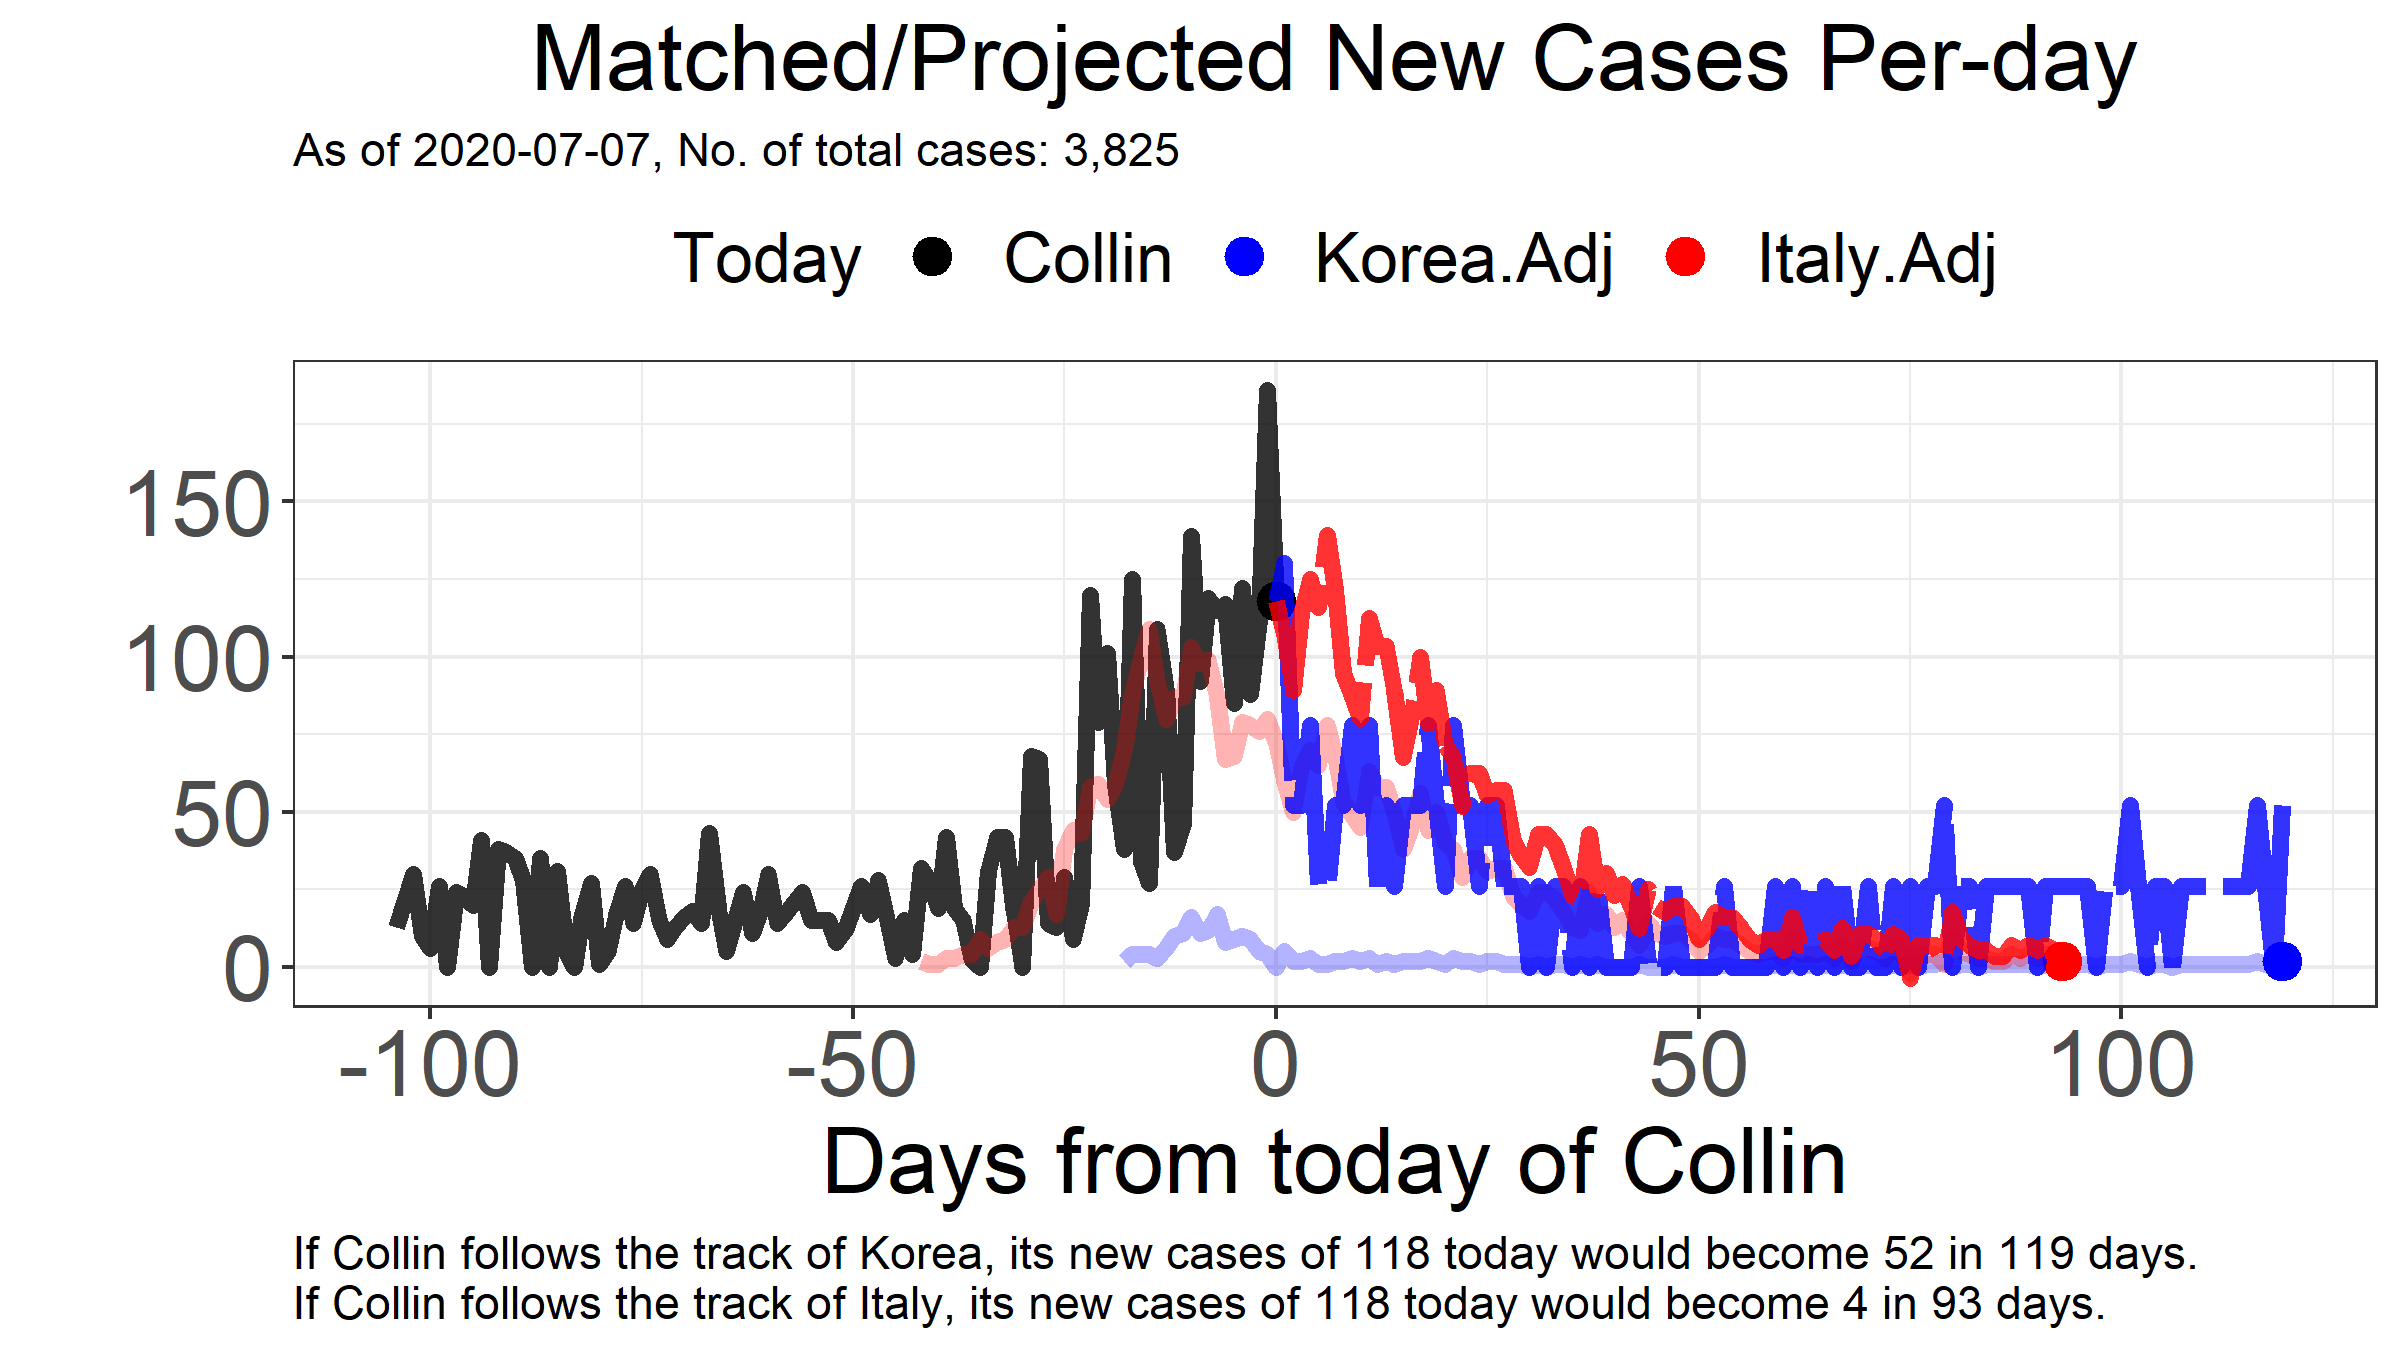 Matched/Projected New Cases Per-day
As of 2020-07-07, No. of total cases: 3,825
Today Collin Korea.Adj Italy.Adj
150
100
50
0
-100 -50 0 50 100
Days from today of Collin
If Collin follows the track of Korea, its new cases of 118 today would become 52 in 119 days.
If Collin follows the track of Italy, its new cases of 118 today would become 4 in 93 days.